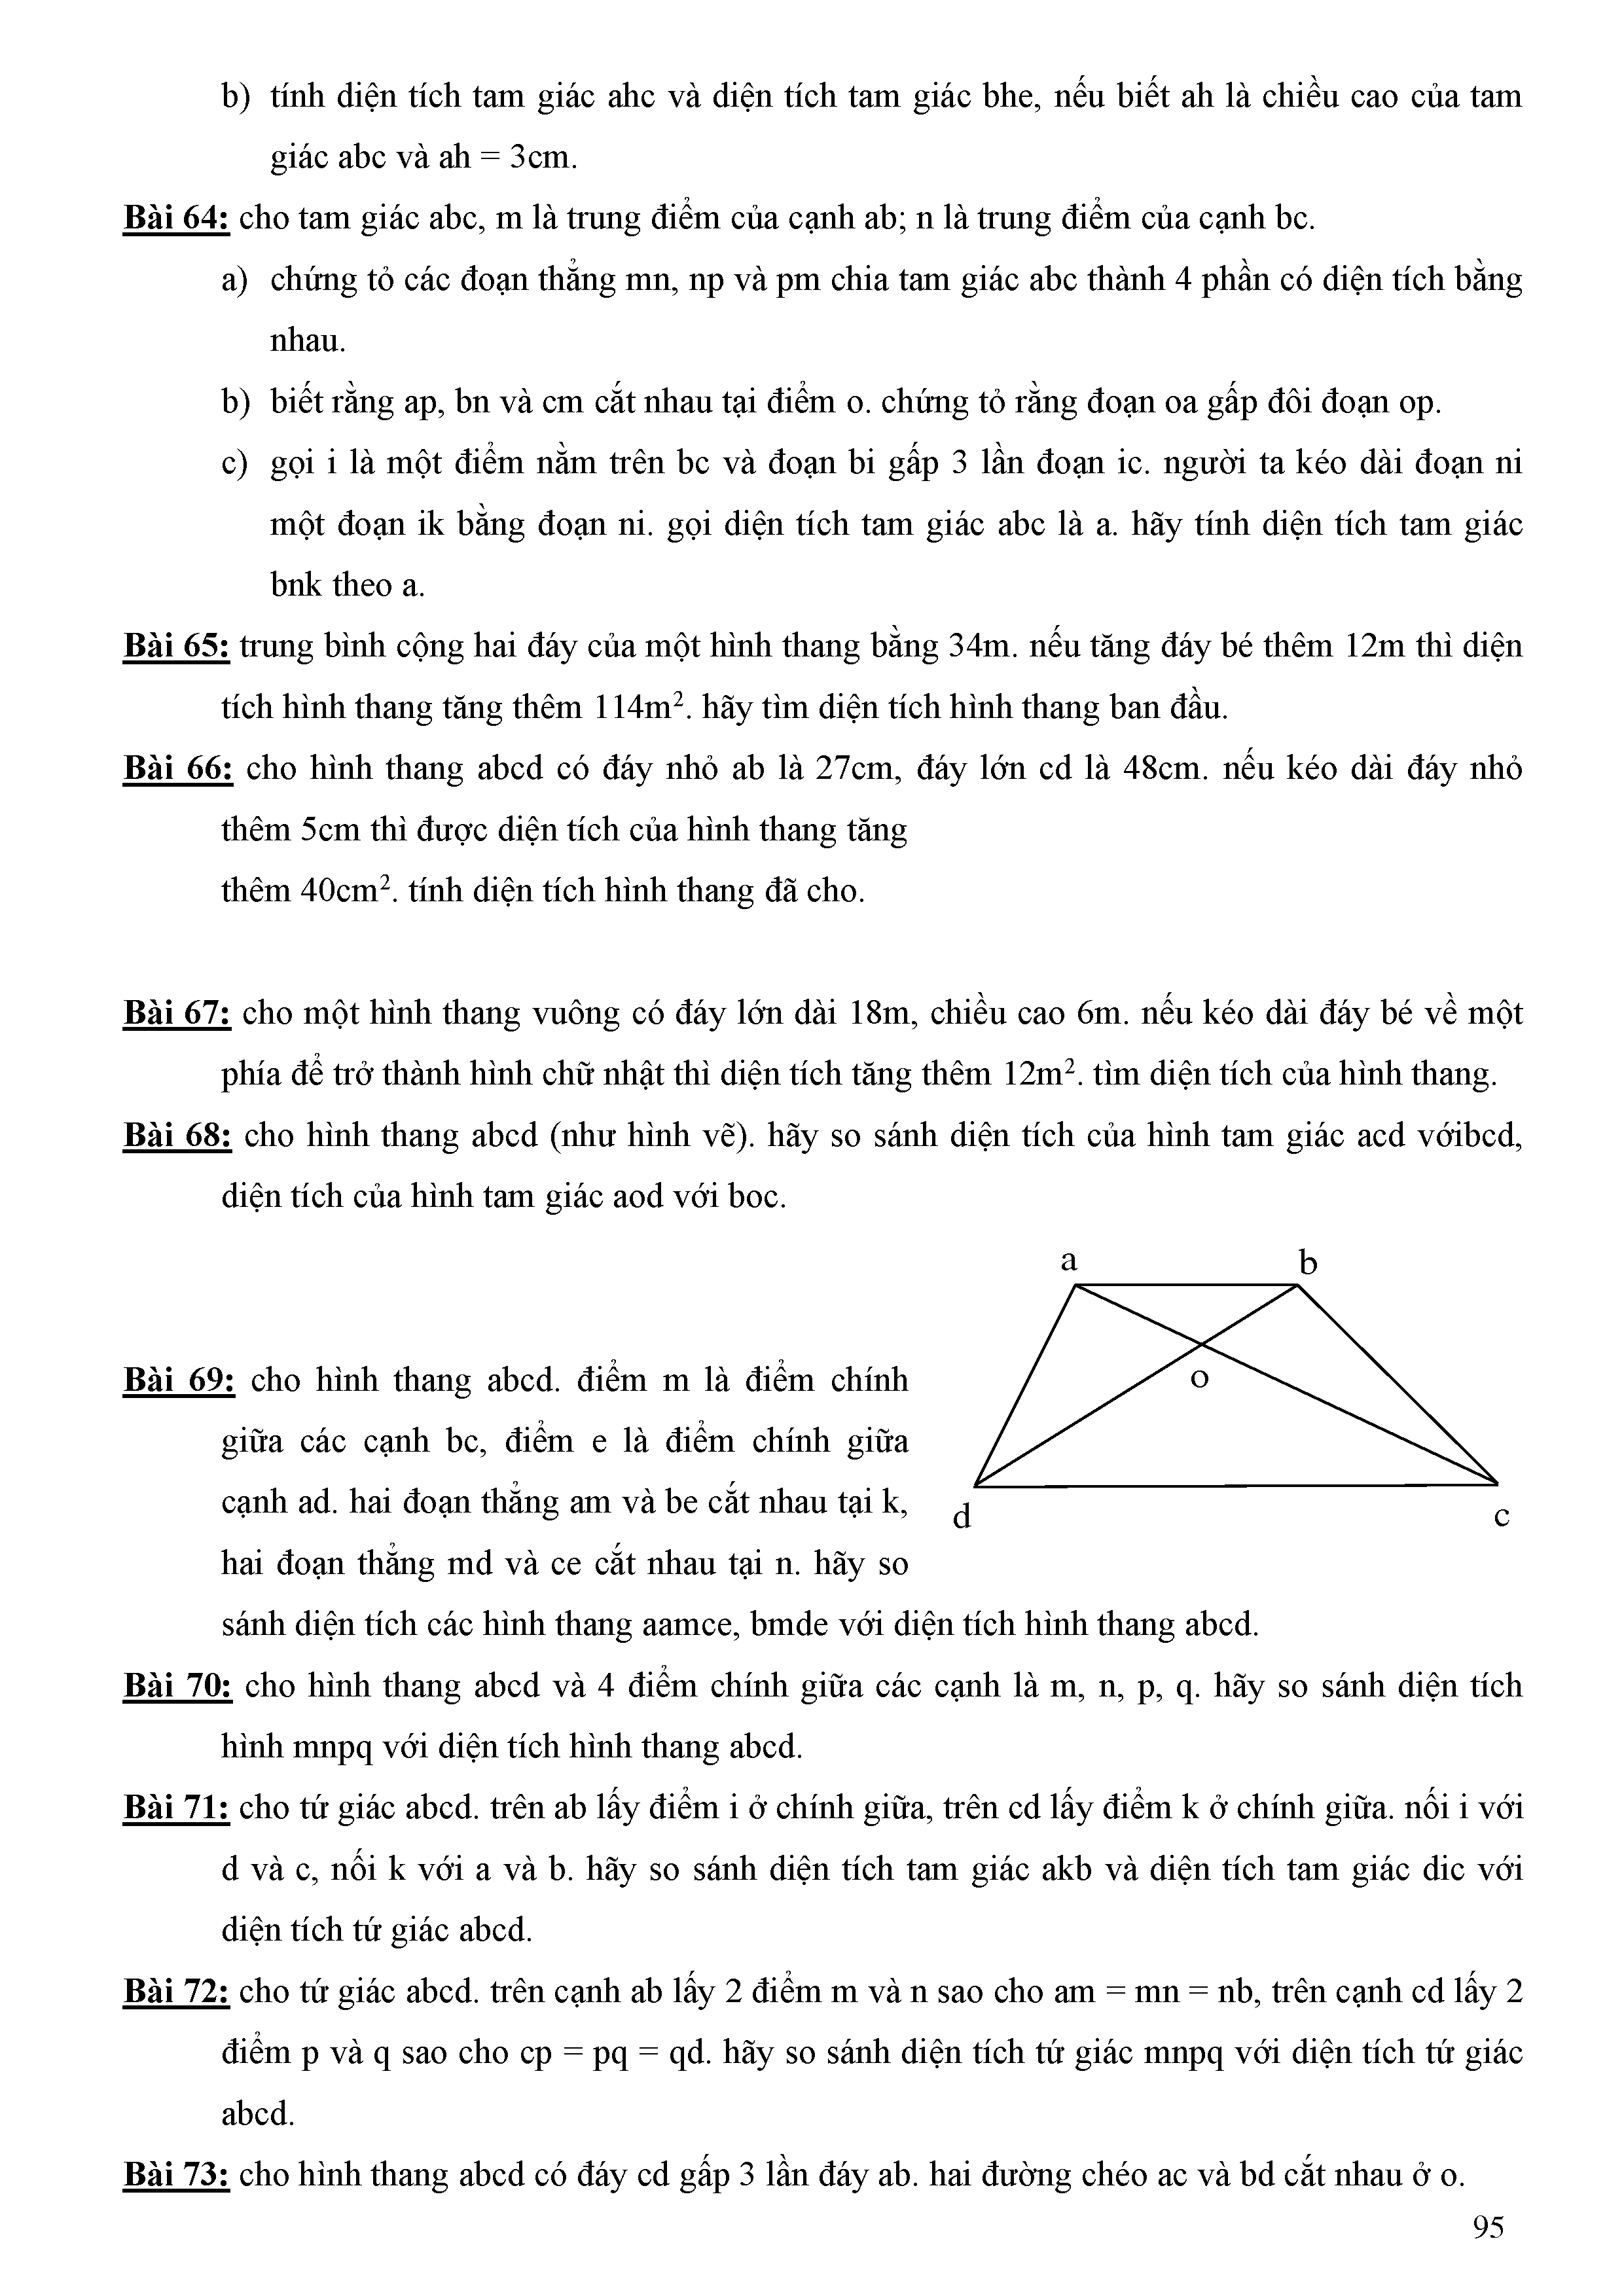 b) tính diện tích tam giác ahc và diện tích tam giác bhe, nếu biết ah là chiều cao của tam
giác abc và ah = 3cm.
Bài 64: cho tam giác abc, m là trung điểm của cạnh ab; n là trung điểm của cạnh bc.
a) chứng tỏ các đoạn thẳng mn, np và pm chia tam giác abc thành 4 phần có diện tích bằng
nhau.
b) biết rằng ap, bn và cm cắt nhau tại điểm o. chứng tỏ rằng đoạn oa gấp đôi đoạn op.
c) gọi i là một điểm nằm trên bc và đoạn bi gấp 3 lần đoạn ic. người ta kéo dài đoạn ni
một đoạn ik bằng đoạn ni. gọi diện tích tam giác abc là a. hãy tính diện tích tam giác
bnk theo a.
Bài 65: trung bình cộng hai đáy của một hình thang bằng 34m. nếu tăng đáy bé thêm 12m thì diện
tích hình thang tăng thêm 114m². hãy tìm diện tích hình thang ban đầu.
Bài 66: cho hình thang abcd có đáy nhỏ ab là 27cm, đáy lớn cd là 48cm. nếu kéo dài đáy nhỏ
thêm 5cm thì được diện tích của hình thang tăng
thêm 40cm². tính diện tích hình thang đã cho.
Bài 67: cho một hình thang vuông có đáy lớn dài 18m, chiều cao 6m. nếu kéo dài đáy bé về một
phía để trở thành hình chữ nhật thì diện tích tăng thêm 12m². tìm diện tích của hình thang.
Bài 68: cho hình thang abcd (như hình vẽ). hãy so sánh diện tích của hình tam giác acd vớibcd,
diện tích của hình tam giác aod với boc.
a b
o
d c
Bài 69: cho hình thang abcd. điểm m là điểm chính
giữa các cạnh bc, điểm e là điểm chính giữa
cạnh ad. hai đoạn thẳng am và be cắt nhau tại k,
hai đoạn thẳng md và ce cắt nhau tại n. hãy so
sánh diện tích các hình thang aamce, bmde với diện tích hình thang abcd.
Bài 70: cho hình thang abcd và 4 điểm chính giữa các cạnh là m, n, p, q. hãy so sánh diện tích
hình mnpq với diện tích hình thang abcd.
Bài 71: cho tứ giác abcd. trên ab lấy điểm i ở chính giữa, trên cd lấy điểm k ở chính giữa. nối i với
d và c, nối k với a và b. hãy so sánh diện tích tam giác akb và diện tích tam giác dic với
diện tích tứ giác abcd.
Bài 72: cho tứ giác abcd. trên cạnh ab lấy 2 điểm m và n sao cho am = mn = nb, trên cạnh cd lấy 2
điểm p và q sao cho cp = pq = qd. hãy so sánh diện tích tứ giác mnpq với diện tích tứ giác
abcd.
Bài 73: cho hình thang abcd có đáy cd gấp 3 lần đáy ab. hai đường chéo ac và bd cắt nhau ở o.
95